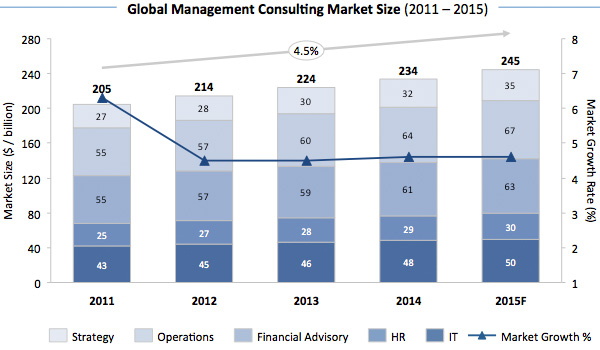 Global Management Consulting Market Size (2011 – 2015)
280 8
4.5%
205 214 224 234 245
240 7
27 28 30 32 35
200 6
55 57 60 64 67
160 5
Market Size ($ / billion)
Market Growth Rate (%)
120 4
55 57 59 61 63
80 3
25 27 28 29 30
40 2
43 45 46 48 50
0 1
2011 2012 2013 2014 2015F
Strategy Operations Financial Advisory HR IT Market Growth %